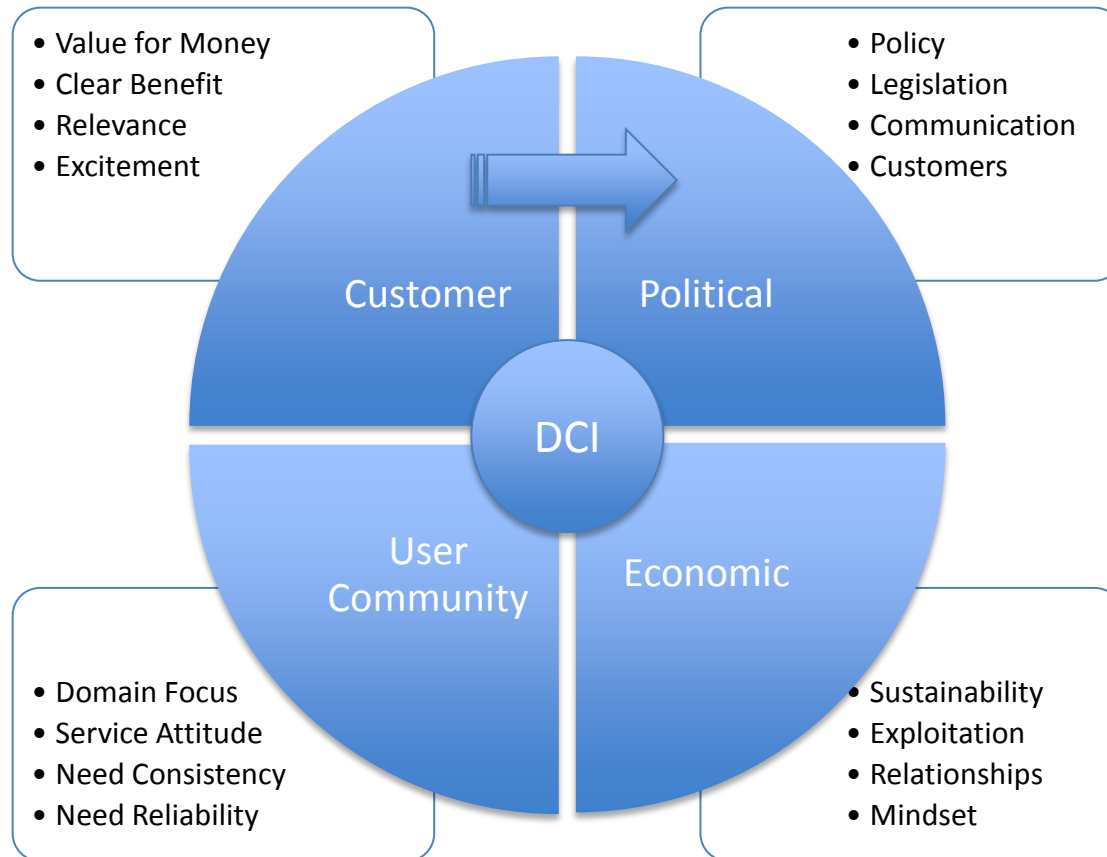 • Value for Money
• Clear Benefit
• Relevance
• Excitement
• Policy
• Legislation
• Communication
• Customers
Customer
Political
DCI
User
Community
Economic
• Domain Focus
• Service Attitude
• Need Consistency
• Need Reliability
• Sustainability
• Exploitation
• Relationships
• Mindset